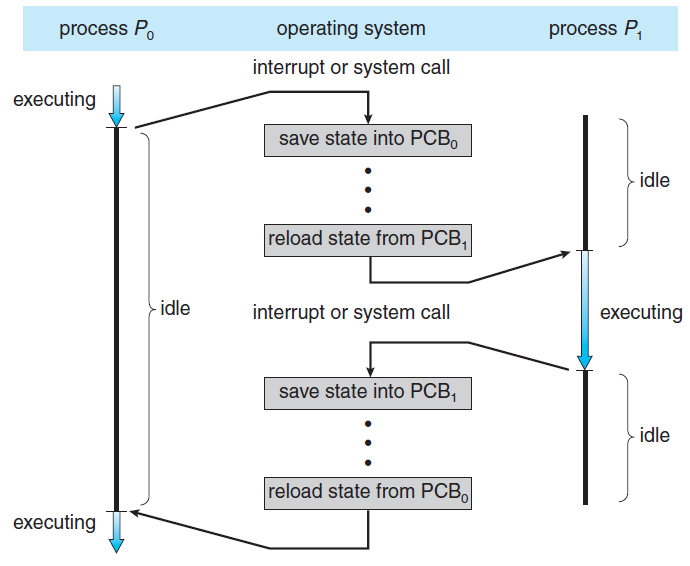 process P₀ operating system process P₁
interrupt or system call
executing
save state into PCB₀
idle
reload state from PCB₁
idle
interrupt or system call
executing
save state into PCB₁
idle
reload state from PCB₀
executing